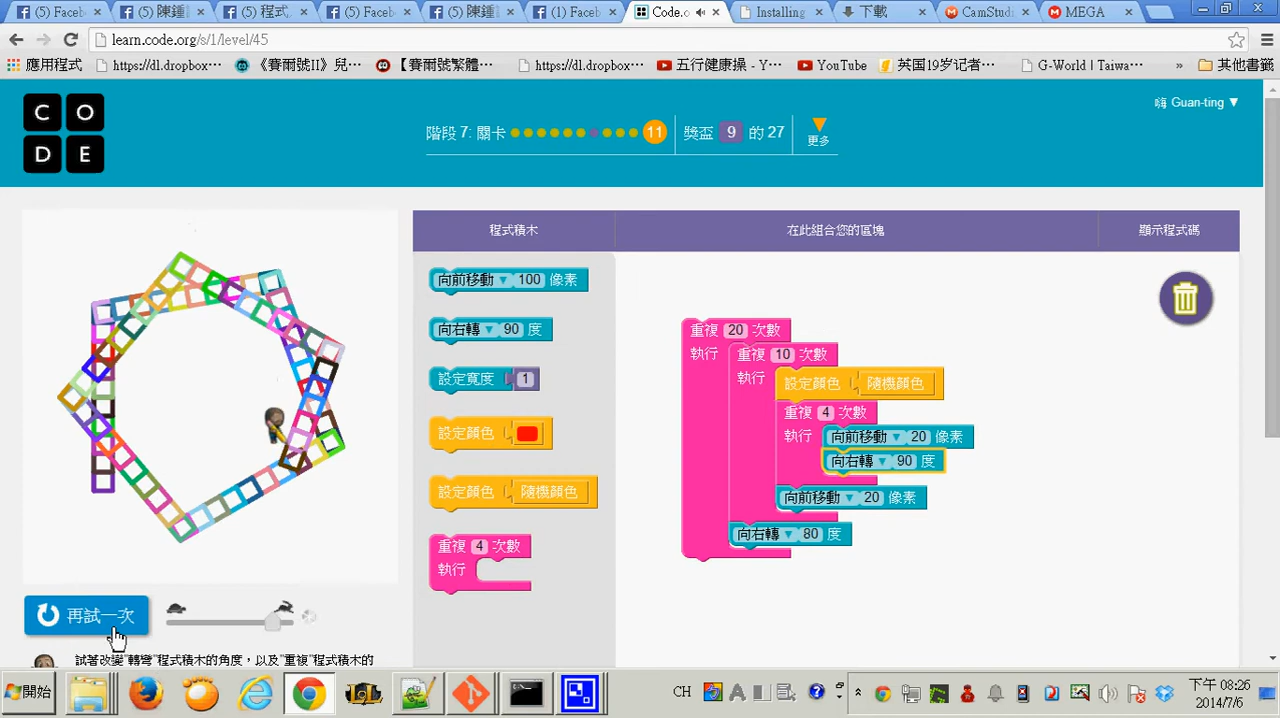 (5) Facebo
(5) 陳鍾
(5) 程式
(5) Facebo
(5) 陳鍾
(1) Facebo
Code.o
Installing
下載
CamStudi
MEGA
learn.code.org/s/1/level/45
應用程式
https://dl.dropbox…
《賽爾號II》兒…
【賽爾號繁體…
https://dl.dropbox…
五行健康操 - Y…
YouTube
英国19岁记者…
G-World | Taiwa…
»
其他書籤
C O
D E
階段 7: 關卡
11
獎盃 9 的 27
更多
嗨 Guan-ting ▼
程式積木
在此組合您的區塊
顯示程式碼
向前移動 100 像素
向右轉 90 度
設定寬度 1
設定顏色
設定顏色 隨機顏色
重複 4 次數
執行
重複 20 次數
執行
重複 10 次數
執行
設定顏色 隨機顏色
重複 4 次數
執行
向前移動 20 像素
向右轉 90 度
向前移動 20 像素
向右轉 80 度
再試一次
試著改變"轉彎"程式積木的角度，以及"重複"程式積木的
開始
CH
下午 08:26
2014/7/6